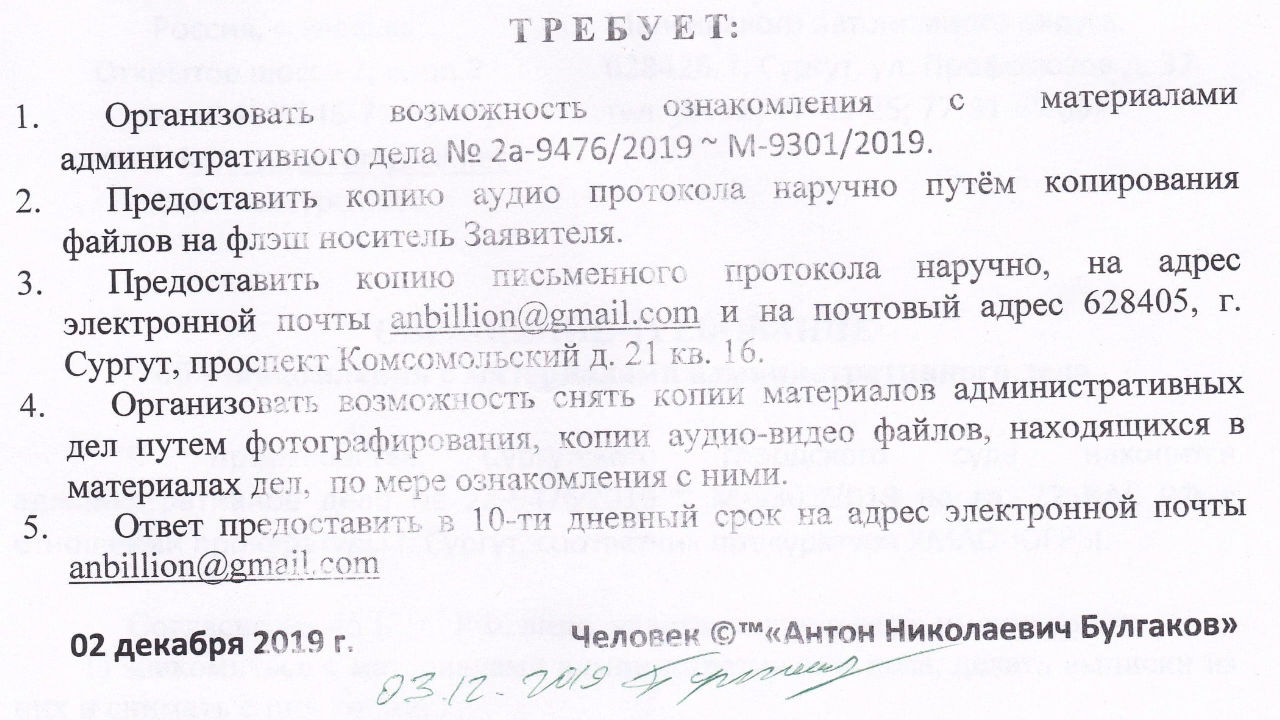 ТРЕБУЕТ:
1. Организовать возможность ознакомления с материалами
административного дела № 2а-9476/2019 ~ М-9301/2019.
2. Предоставить копию аудио протокола наручно путём копирования
файлов на флэш носитель Заявителя.
3. Предоставить копию письменного протокола наручно, на адрес
электронной почты anbillion@gmail.com и на почтовый адрес 628405, г.
Сургут, проспект Комсомольский д. 21 кв. 16.
4. Организовать возможность снять копии материалов административных
дел путем фотографирования, копии аудио-видео файлов, находящихся в
материалах дел, по мере ознакомления с ними.
5. Ответ предоставить в 10-ти дневный срок на адрес электронной почты
anbillion@gmail.com
02 декабря 2019 г. Человек ©™«Антон Николаевич Булгаков»
03.12.2019